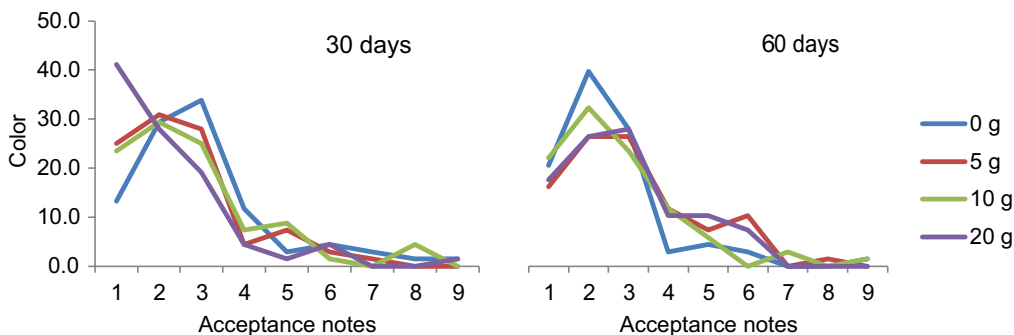 50.0
40.0
30.0
20.0
10.0
0.0
Color
30 days
1 2 3 4 5 6 7 8 9
Acceptance notes
60 days
1 2 3 4 5 6 7 8 9
Acceptance notes
0 g
5 g
10 g
20 g